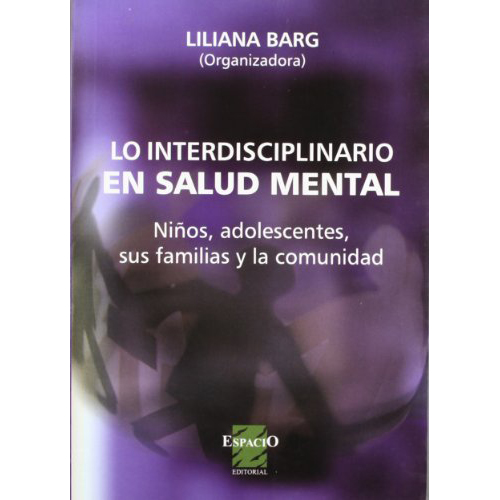 LILIANA BARG
(Organizadora)
LO INTERDISCIPLINARIO
EN SALUD MENTAL
Niños, adolescentes,
sus familias y la comunidad
ESPACIO
EDITORIAL